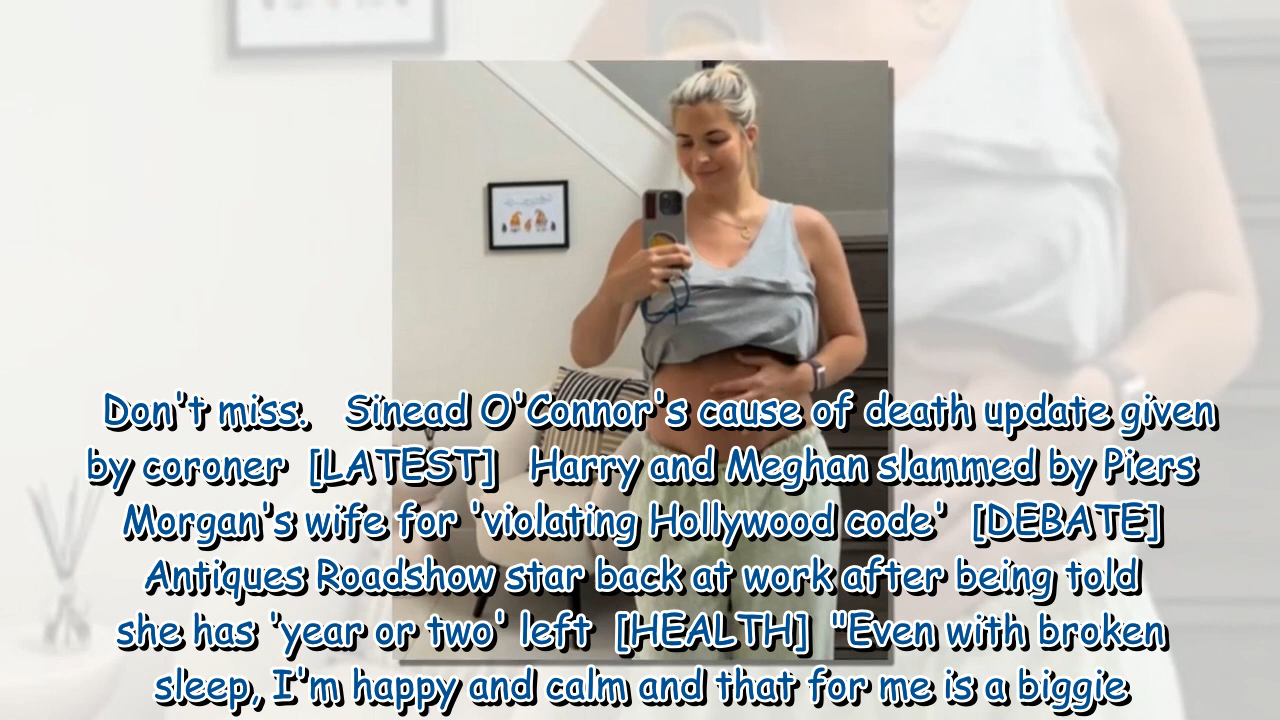 Don't miss. Sinead O'Connor's cause of death update given
by coroner [LATEST] Harry and Meghan slammed by Piers
Morgan's wife for 'violating Hollywood code' [DEBATE]
Antiques Roadshow star back at work after being told
she has 'year or two' left [HEALTH] "Even with broken
sleep, I'm happy and calm and that for me is a biggie